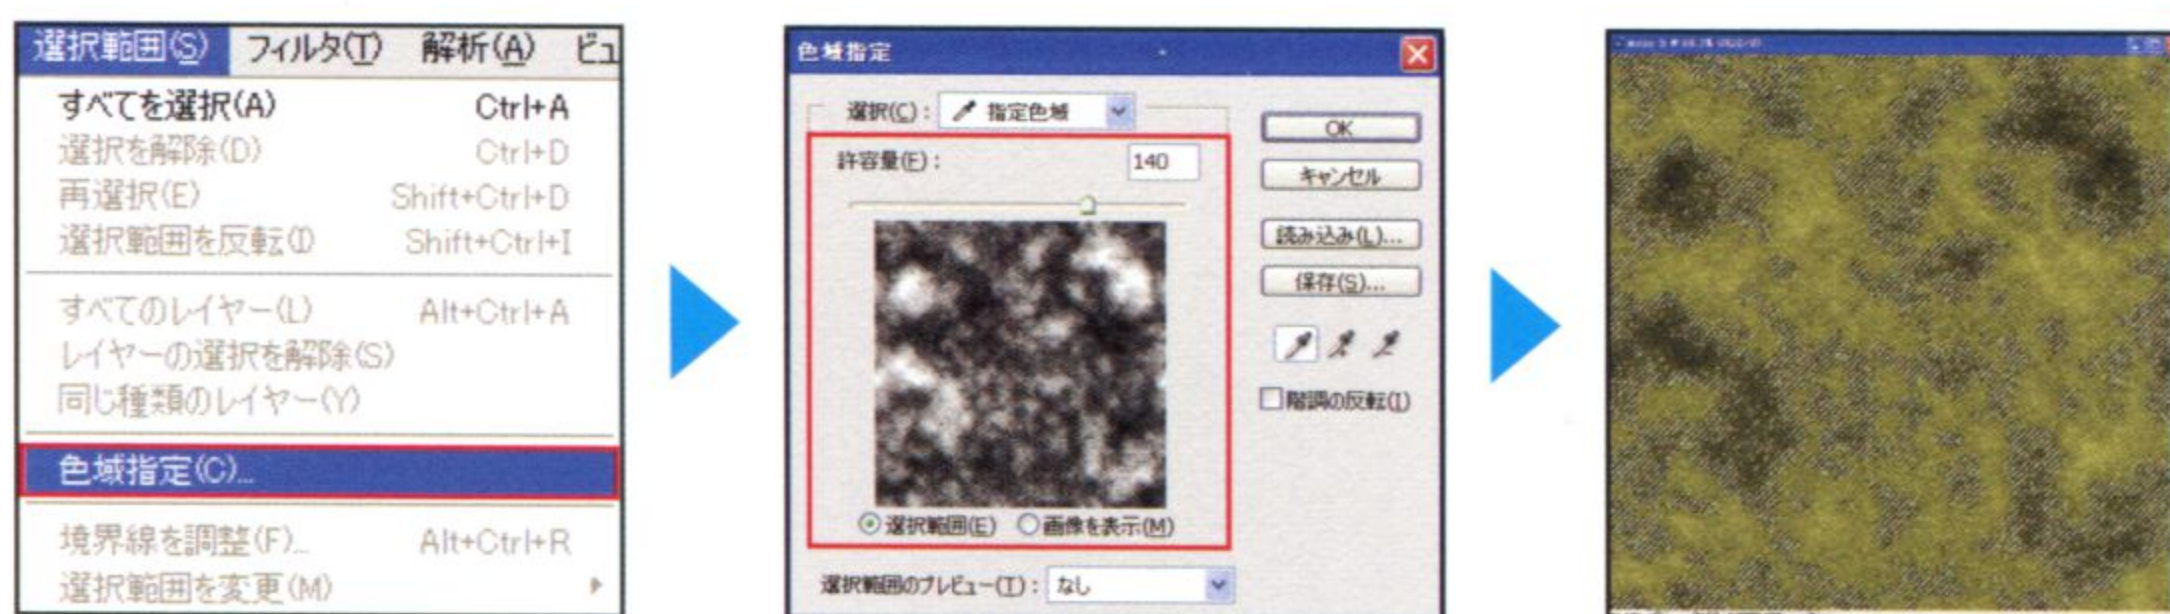 選択範囲(S) フィルタ(T) 解析(A) ビュ
すべてを選択(A) Ctrl+A
選択を解除(D) Ctrl+D
再選択(E) Shift+Ctrl+D
選択範囲を反転(I) Shift+Ctrl+I
すべてのレイヤー(L) Alt+Ctrl+A
レイヤーの選択を解除(S)
同じ種類のレイヤー(Y)
色域指定(C)...
境界線を調整(F)... Alt+Ctrl+R
選択範囲を変更(M)
色域指定
選択(C): 指定色域
許容量(F): 140
選択範囲(E) 画像を表示(M)
選択範囲のプレビュー(T): なし
OK
キャンセル
読み込み(L)...
保存(S)...
階調の反転(I)